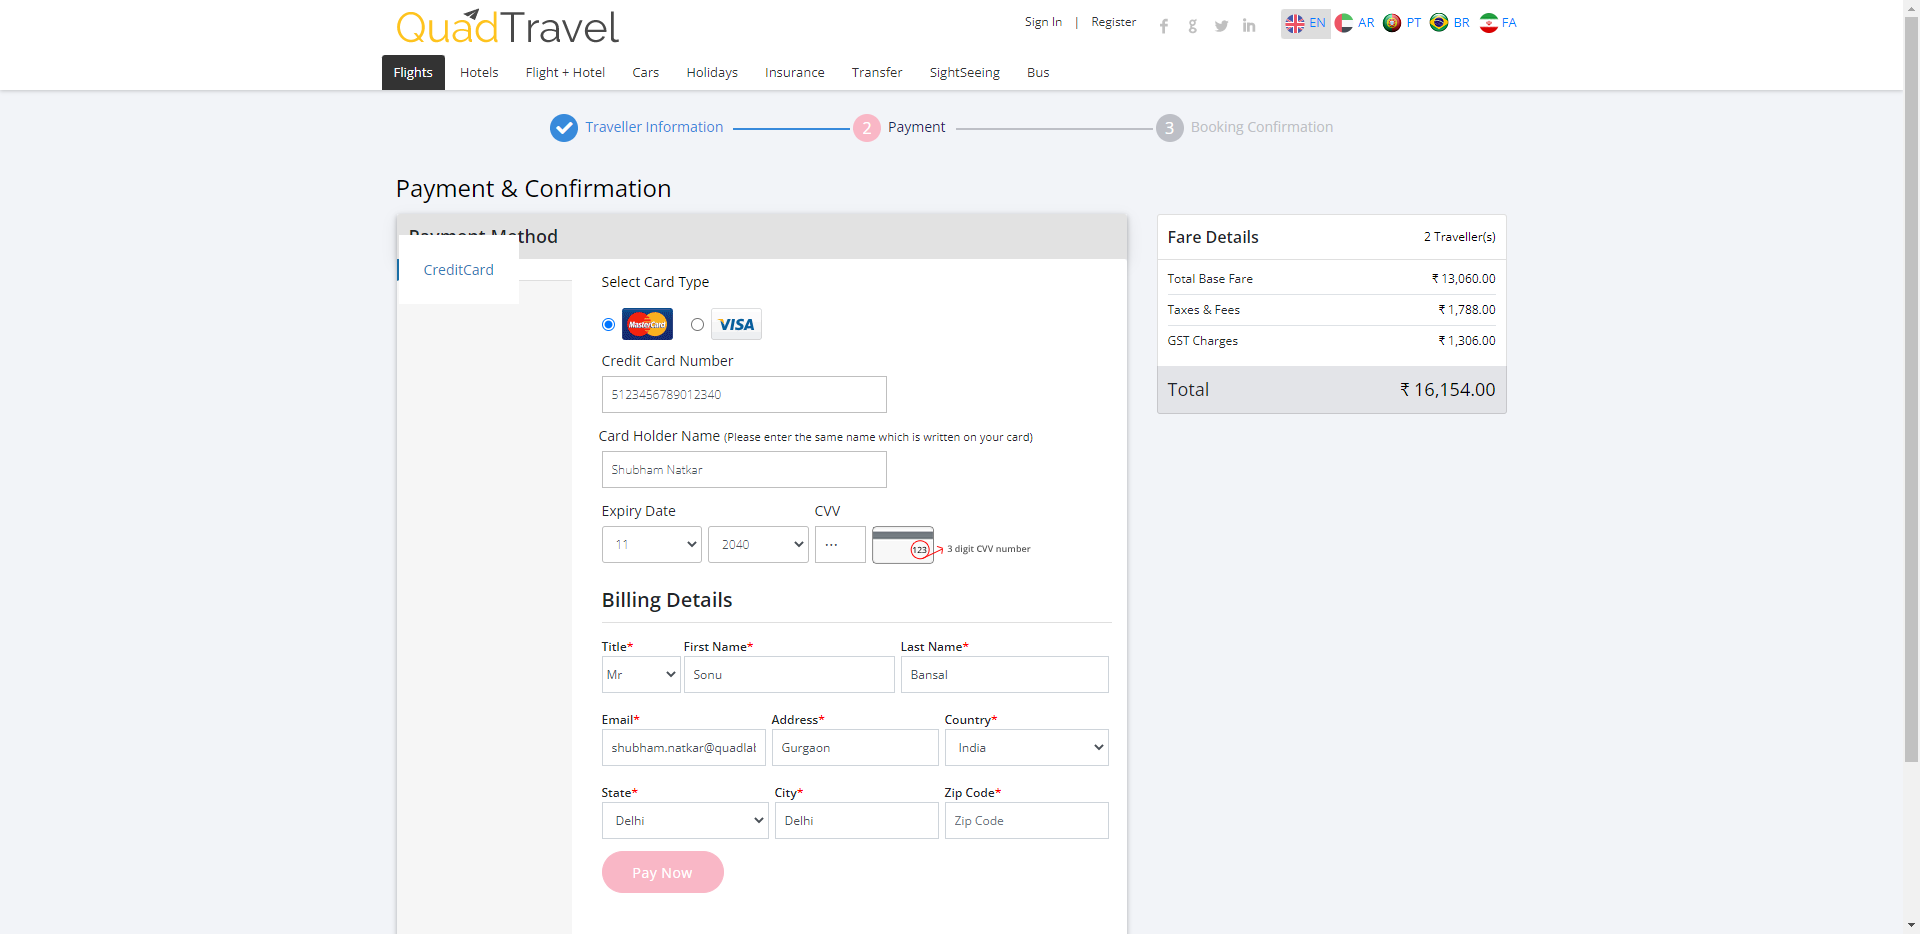 QuadTravel
Sign In | Register
EN AR PT BR FA
Flights Hotels Flight + Hotel Cars Holidays Insurance Transfer SightSeeing Bus
Traveller Information 2 Payment 3 Booking Confirmation
Payment & Confirmation
Payment Method
CreditCard
Select Card Type
MasterCard VISA
Credit Card Number
5123456789012340
Card Holder Name (Please enter the same name which is written on your card)
Shubham Natkar
Expiry Date CVV
11 2040 ··· 123 3 digit CVV number
Billing Details
Title* First Name* Last Name*
Mr Sonu Bansal
Email* Address* Country*
shubham.natkar@quadlal Gurgaon India
State* City* Zip Code*
Delhi Delhi Zip Code
Pay Now
Fare Details 2 Traveller(s)
Total Base Fare ₹ 13,060.00
Taxes & Fees ₹ 1,788.00
GST Charges ₹ 1,306.00
Total ₹ 16,154.00